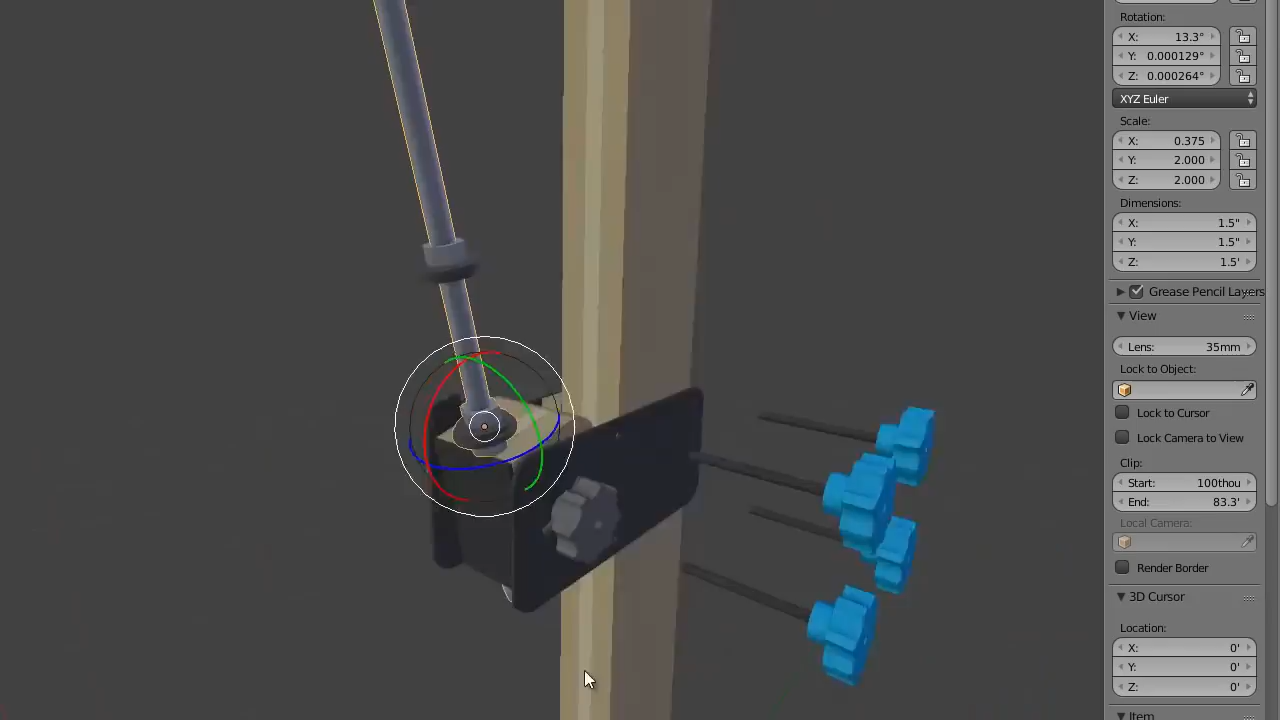 Rotation:
X: 13.3°
Y: 0.000129°
Z: 0.000264°
XYZ Euler
Scale:
X: 0.375
Y: 2.000
Z: 2.000
Dimensions:
X: 1.5"
Y: 1.5"
Z: 1.5'
Grease Pencil Layers
View
Lens: 35mm
Lock to Object:
Lock to Cursor
Lock Camera to View
Clip:
Start: 100thou
End: 83.3'
Local Camera:
Render Border
3D Cursor
Location:
X: 0'
Y: 0'
Z: 0'
Item